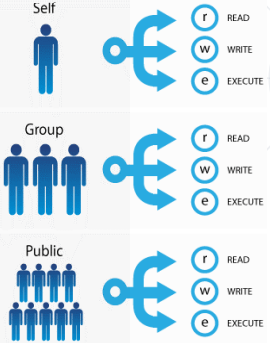 Self
r READ
w WRITE
e EXECUTE
Group
r READ
w WRITE
e EXECUTE
Public
r READ
w WRITE
e EXECUTE